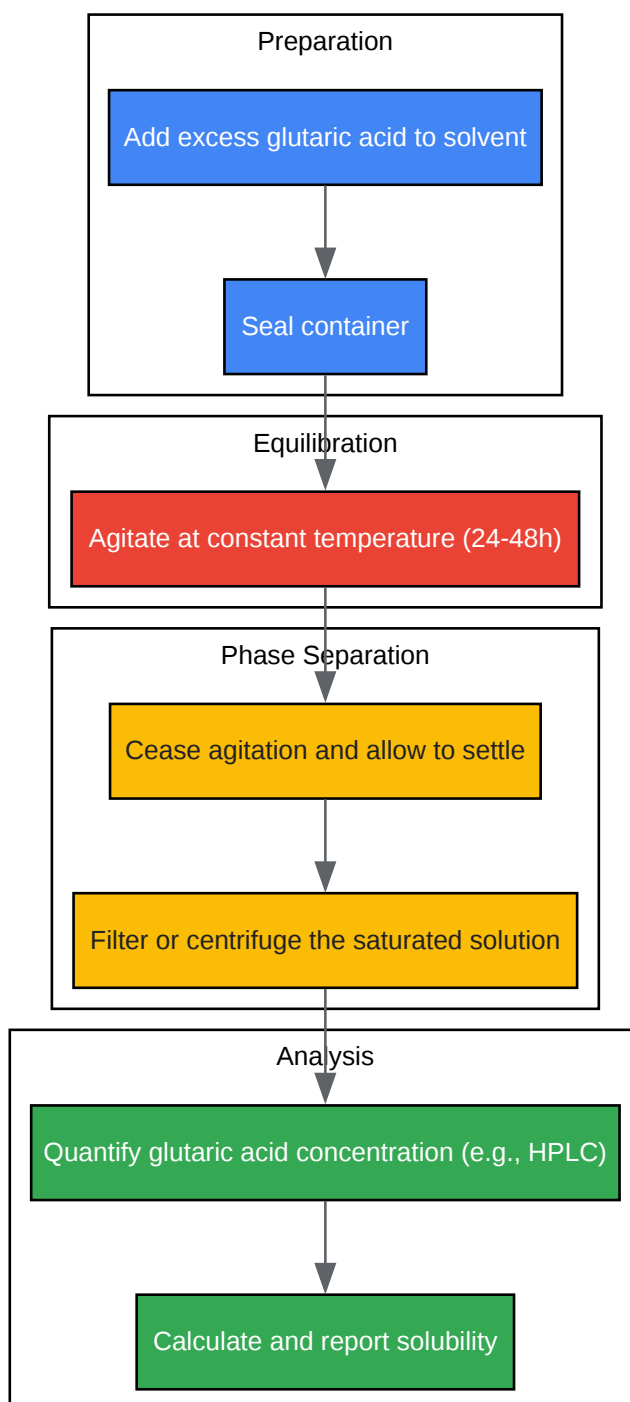 Preparation
Add excess glutaric acid to solvent
Seal container
Equilibration
Agitate at constant temperature (24-48h)
Phase Separation
Cease agitation and allow to settle
Filter or centrifuge the saturated solution
Analysis
Quantify glutaric acid concentration (e.g., HPLC)
Calculate and report solubility